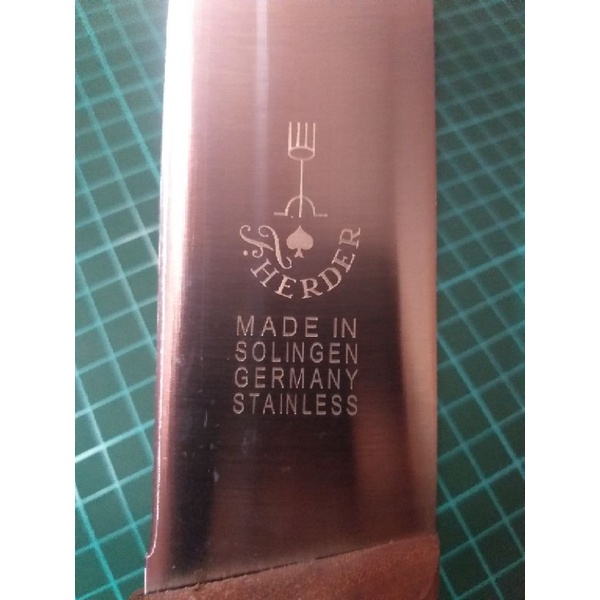 A HERDER
MADE IN
SOLINGEN
GERMANY
STAINLESS